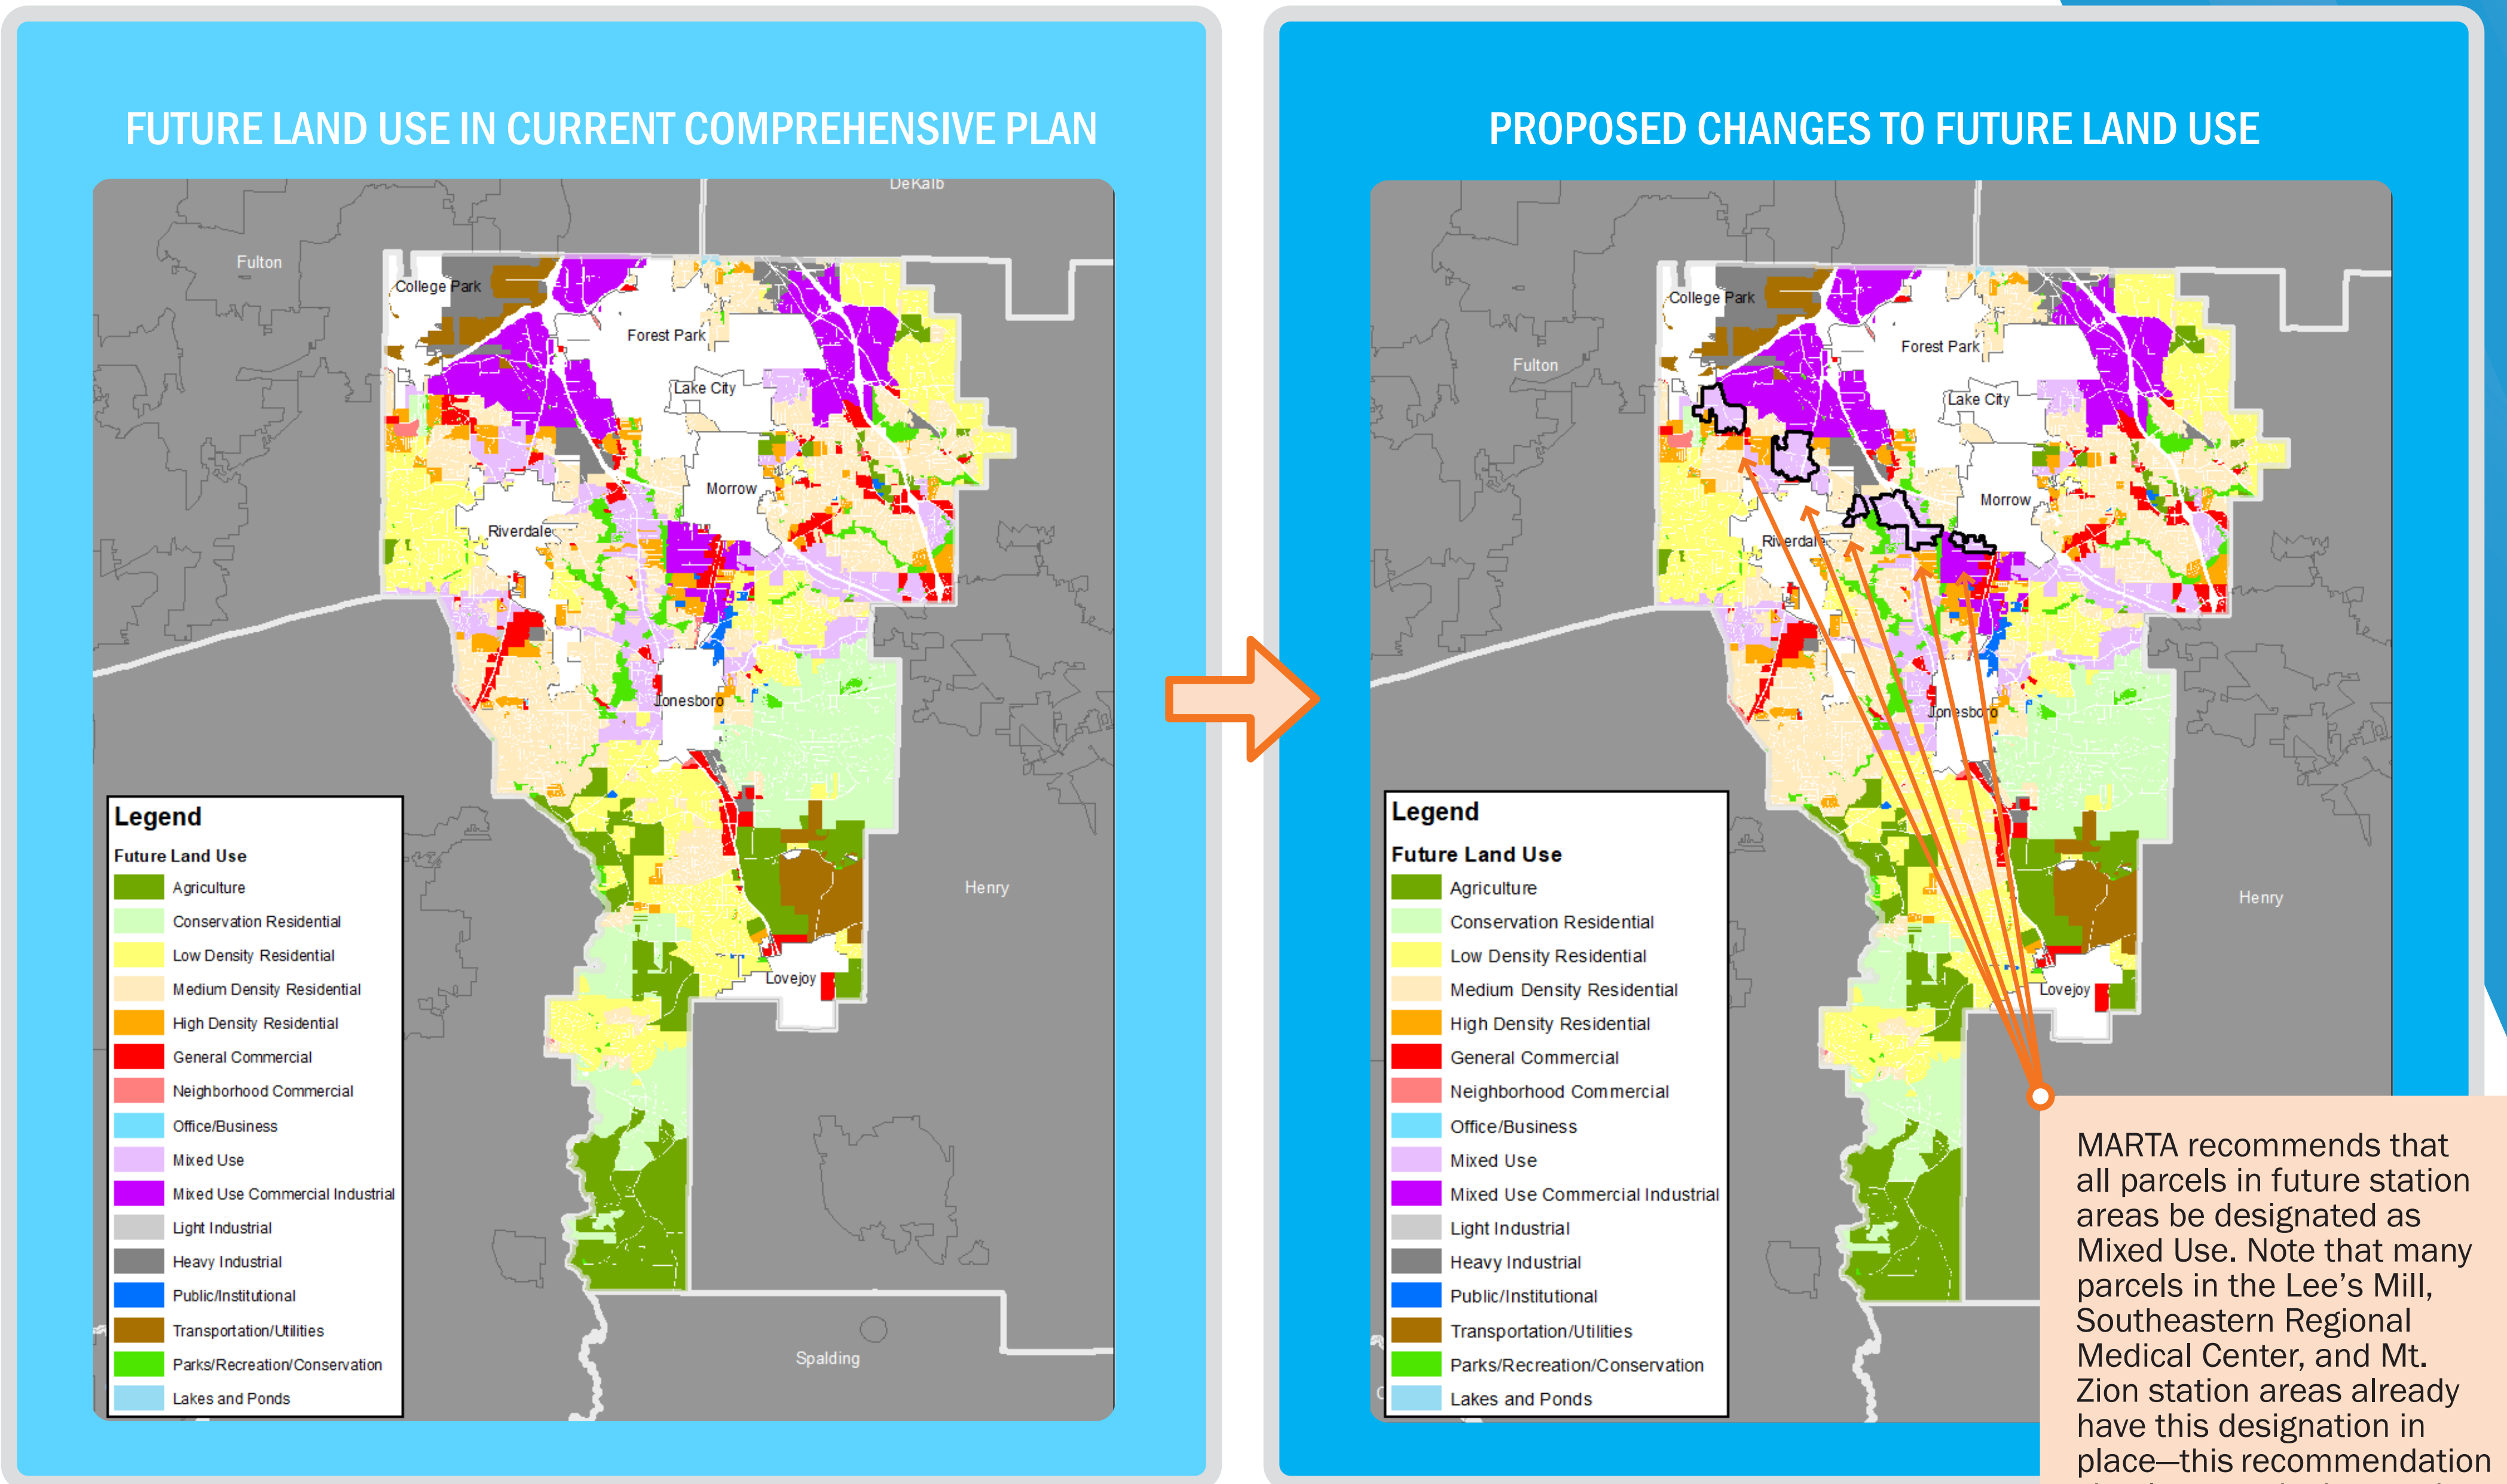 FUTURE LAND USE IN CURRENT COMPREHENSIVE PLAN
DeKalb
Fulton
College Park
Forest Park
Lake City
Morrow
Riverdale
Jonesboro
Henry
Lovejoy
Spalding
Legend
Future Land Use
Agriculture
Conservation Residential
Low Density Residential
Medium Density Residential
High Density Residential
General Commercial
Neighborhood Commercial
Office/Business
Mixed Use
Mixed Use Commercial Industrial
Light Industrial
Heavy Industrial
Public/Institutional
Transportation/Utilities
Parks/Recreation/Conservation
Lakes and Ponds
PROPOSED CHANGES TO FUTURE LAND USE
College Park
Forest Park
Fulton
Lake City
Morrow
Riverdale
Jonesboro
Henry
Lovejoy
Legend
Future Land Use
Agriculture
Conservation Residential
Low Density Residential
Medium Density Residential
High Density Residential
General Commercial
Neighborhood Commercial
Office/Business
Mixed Use
Mixed Use Commercial Industrial
Light Industrial
Heavy Industrial
Public/Institutional
Transportation/Utilities
Parks/Recreation/Conservation
Lakes and Ponds
MARTA recommends that
all parcels in future station
areas be designated as
Mixed Use. Note that many
parcels in the Lee's Mill,
Southeastern Regional
Medical Center, and Mt.
Zion station areas already
have this designation in
place—this recommendation